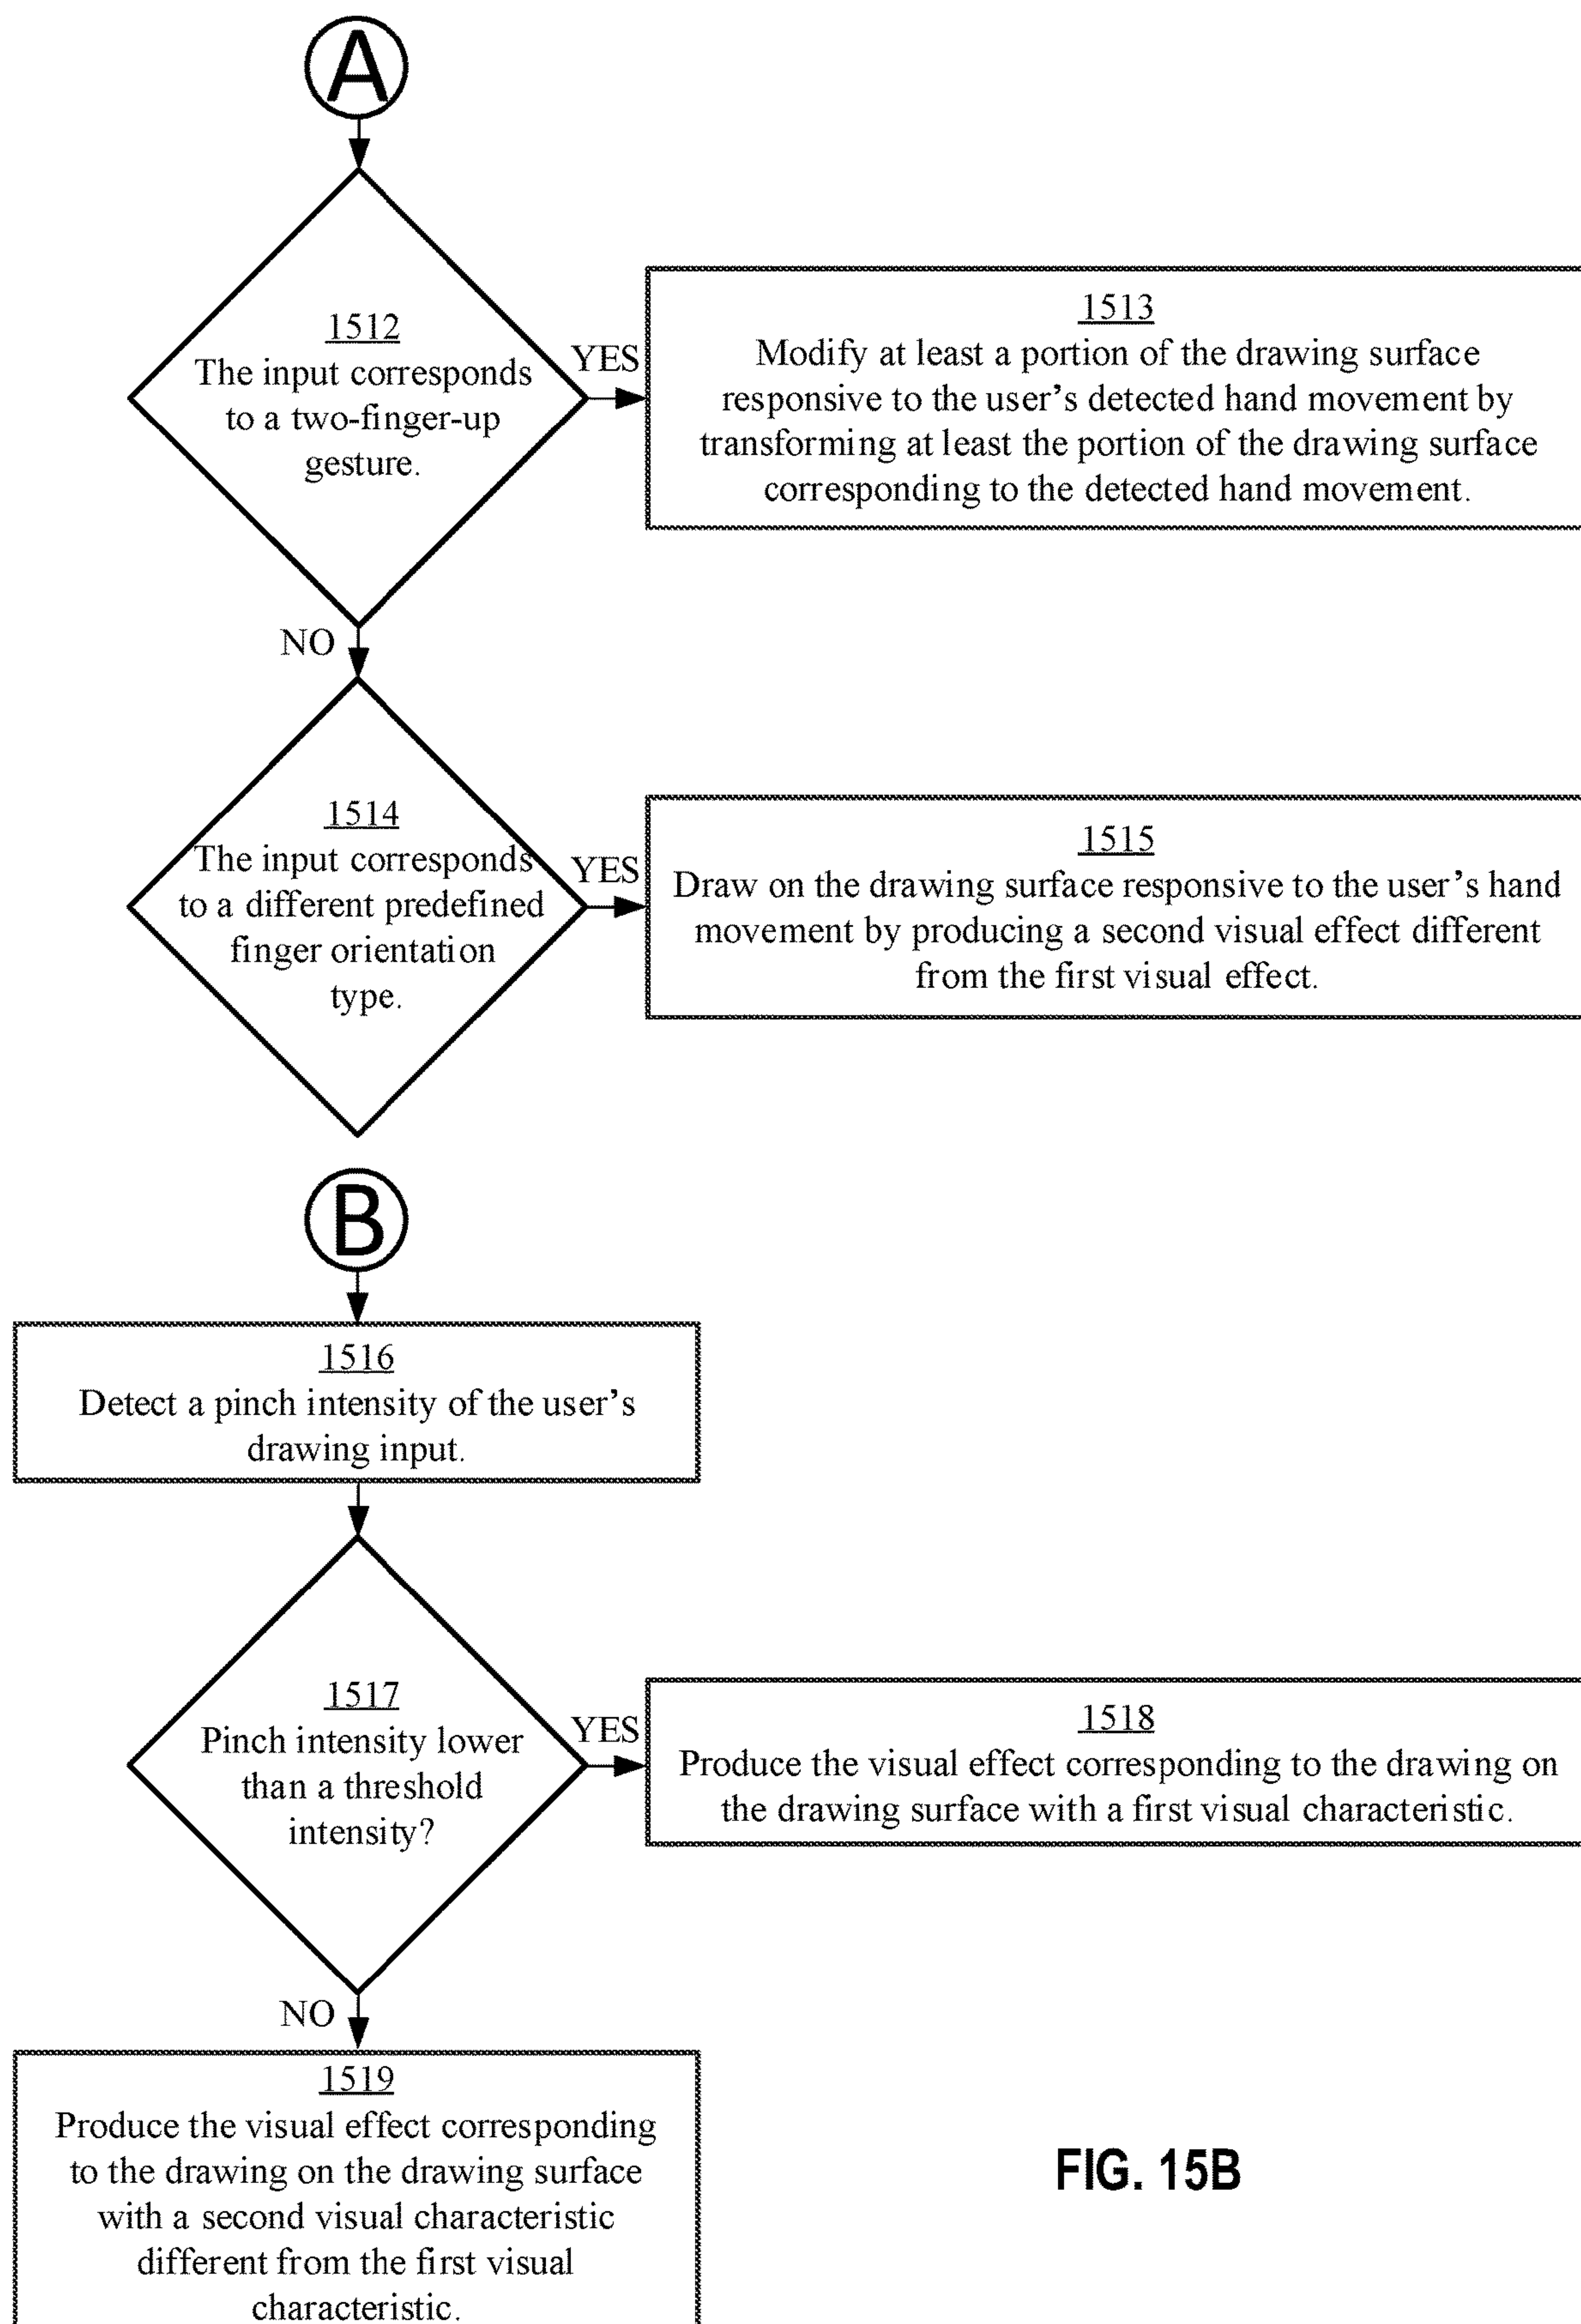 A
1512
The input corresponds
to a two-finger-up
gesture.
YES
1513
Modify at least a portion of the drawing surface
responsive to the user's detected hand movement by
transforming at least the portion of the drawing surface
corresponding to the detected hand movement.
NO
1514
The input corresponds
to a different predefined
finger orientation
type.
YES
1515
Draw on the drawing surface responsive to the user's hand
movement by producing a second visual effect different
from the first visual effect.
B
1516
Detect a pinch intensity of the user's
drawing input.
1517
Pinch intensity lower
than a threshold
intensity?
YES
1518
Produce the visual effect corresponding to the drawing on
the drawing surface with a first visual characteristic.
NO
1519
Produce the visual effect corresponding
to the drawing on the drawing surface
with a second visual characteristic
different from the first visual
characteristic.
FIG. 15B